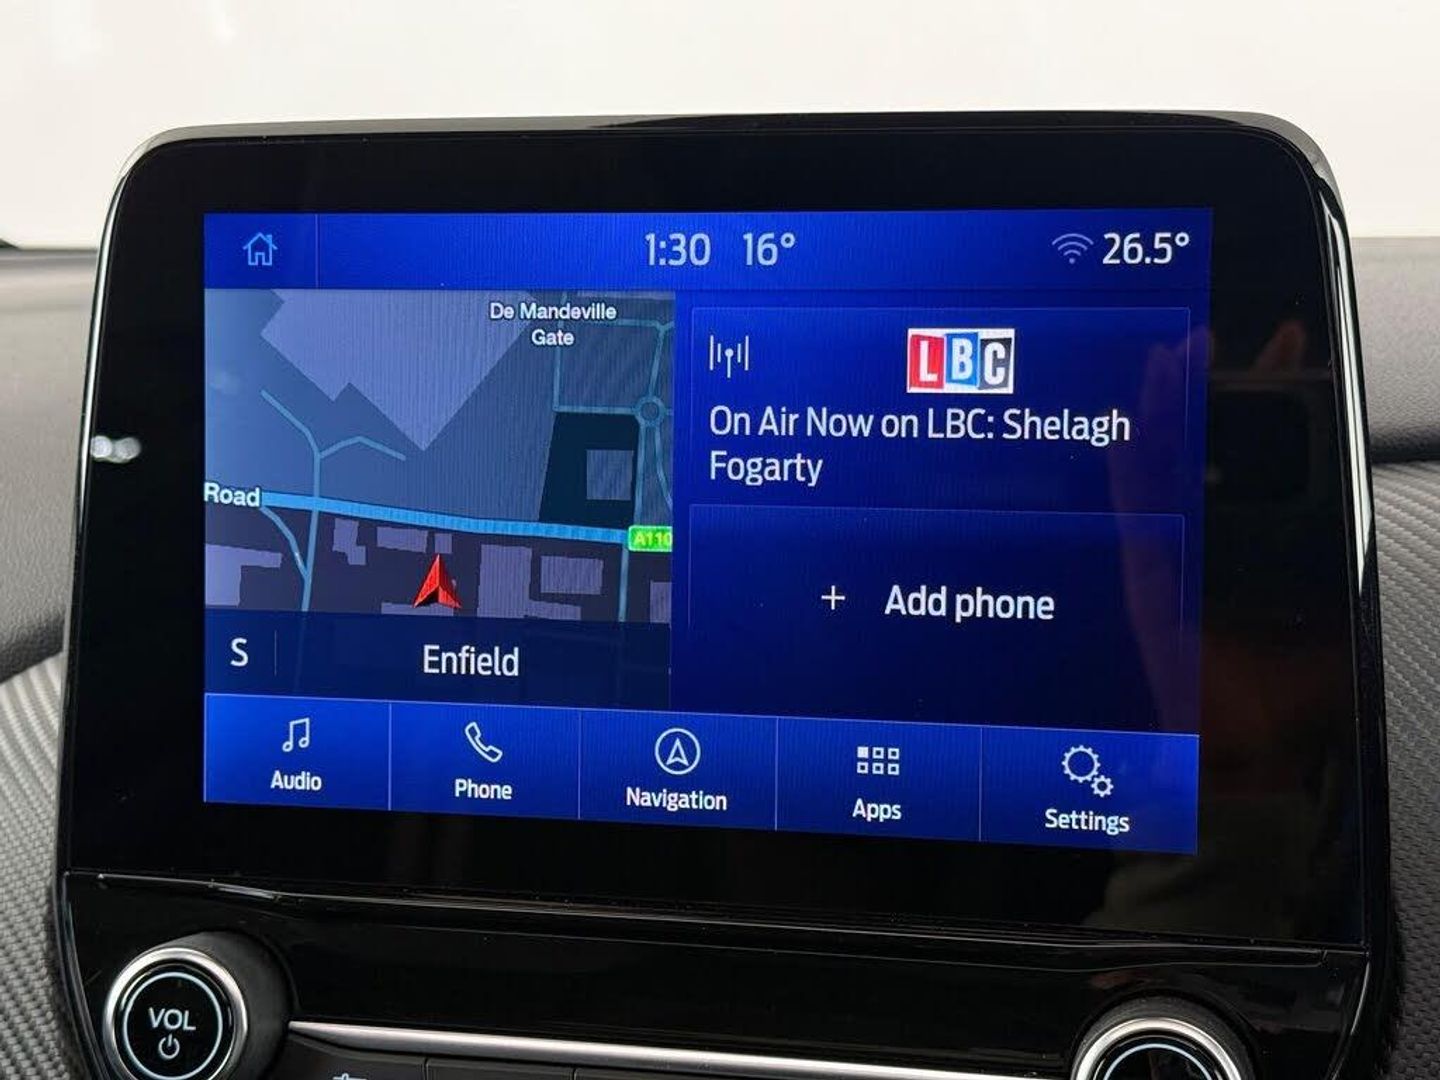 1:30 16° 26.5°
De Mandeville
Gate
Road
A110
S Enfield
LBC
On Air Now on LBC: Shelagh
Fogarty
+ Add phone
Audio Phone Navigation Apps Settings
VOL